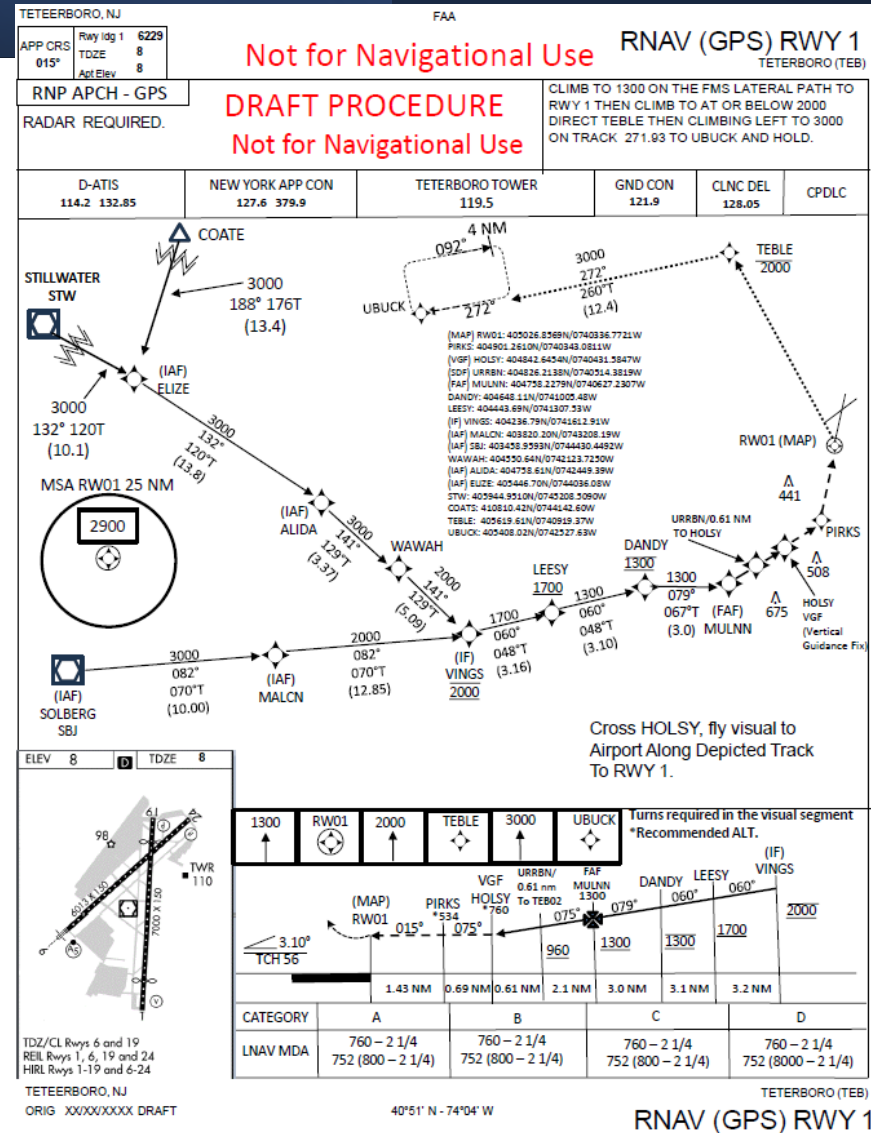 TETEERBORO, NJ
FAA
APP CRS
015°
Rwy ldg 1 6229
TDZE 8
Apt Elev 8
Not for Navigational Use
RNAV (GPS) RWY 1
TETERBORO (TEB)
RNP APCH - GPS
RADAR REQUIRED.
DRAFT PROCEDURE
Not for Navigational Use
CLIMB TO 1300 ON THE FMS LATERAL PATH TO
RWY 1 THEN CLIMB TO AT OR BELOW 2000
DIRECT TEBLE THEN CLIMBING LEFT TO 3000
ON TRACK 271.93 TO UBUCK AND HOLD.
D-ATIS
114.2 132.85
NEW YORK APP CON
127.6 379.9
TETERBORO TOWER
119.5
GND CON
121.9
CLNC DEL
128.05
CPDLC
COATE
3000
188° 176T
(13.4)
STILLWATER
STW
(IAF)
ELIZE
3000
132° 120T
(10.1)
4 NM
092°
UBUCK
272°
3000
272°
260°T
(12.4)
TEBLE
2000
(MAP) RW01: 405026.8569N/0740336.7721W
PIRKS: 404901.2610N/0740343.0811W
(VGF) HOLSY: 404842.6454N/0740431.5847W
(SDF) URRBN: 404826.2138N/0740514.3819W
(FAF) MULNN: 404758.2279N/0740627.2307W
DANDY: 404648.11N/0741005.48W
LEESY: 404443.69N/0741307.53W
(IF) VINGS: 404236.79N/0741612.91W
(IAF) MALCN: 403820.20N/0743208.19W
(IAF) SBJ: 403458.9593N/0744430.4492W
WAWAH: 404550.64N/0742123.7250W
(IAF) ALIDA: 404758.61N/0742449.39W
(IAF) ELIZE: 405446.70N/0744036.08W
STW: 405944.9510N/0745208.5090W
COATS: 410810.42N/0744142.60W
TEBLE: 405619.61N/0740919.37W
UBUCK: 405408.02N/0742527.63W
3000
132°
120°T
(13.8)
MSA RW01 25 NM
2900
(IAF)
ALIDA
3000
141°
129°T
(3.37)
WAWAH
2000
141°
129°T
(5.09)
RW01 (MAP)
441
PIRKS
508
675
URRBN/0.61 NM
TO HOLSY
HOLSY
VGF
(Vertical
Guidance Fix)
DANDY
1300
LEESY
1700
1300
079°
067°T
(3.0)
(FAF)
MULNN
1300
060°
048°T
(3.10)
1700
060°
048°T
(3.16)
(IF)
VINGS
2000
2000
082°
070°T
(12.85)
(IAF)
MALCN
3000
082°
070°T
(10.00)
(IAF)
SOLBERG
SBJ
Cross HOLSY, fly visual to
Airport Along Depicted Track
To RWY 1.
ELEV 8 D TDZE 8
98
TWR
110
6013 X 150
7000 X 150
TDZ/CL Rwys 6 and 19
REIL Rwys 1, 6, 19 and 24
HIRL Rwys 1-19 and 6-24
1300
RW01
2000
TEBLE
3000
UBUCK
Turns required in the visual segment
*Recommended ALT.
(IF)
VINGS
2000
LEESY
1700
DANDY
1300
FAF
MULNN
1300
1300
URRBN/
0.61 nm
To TEB02
960
VGF
HOLSY
*760
PIRKS
*534
(MAP)
RW01
015°
075°
075°
079°
060°
060°
3.10°
TCH 56
1.43 NM 0.69 NM 0.61 NM 2.1 NM 3.0 NM 3.1 NM 3.2 NM
CATEGORY A B C D
LNAV MDA
760 – 2 1/4
752 (800 – 2 1/4)
760 – 2 1/4
752 (800 – 2 1/4)
760 – 2 1/4
752 (800 – 2 1/4)
760 – 2 1/4
752 (8000 – 2 1/4)
TETEERBORO, NJ
ORIG XX/XX/XXXX DRAFT
40°51' N - 74°04' W
TETERBORO (TEB)
RNAV (GPS) RWY 1